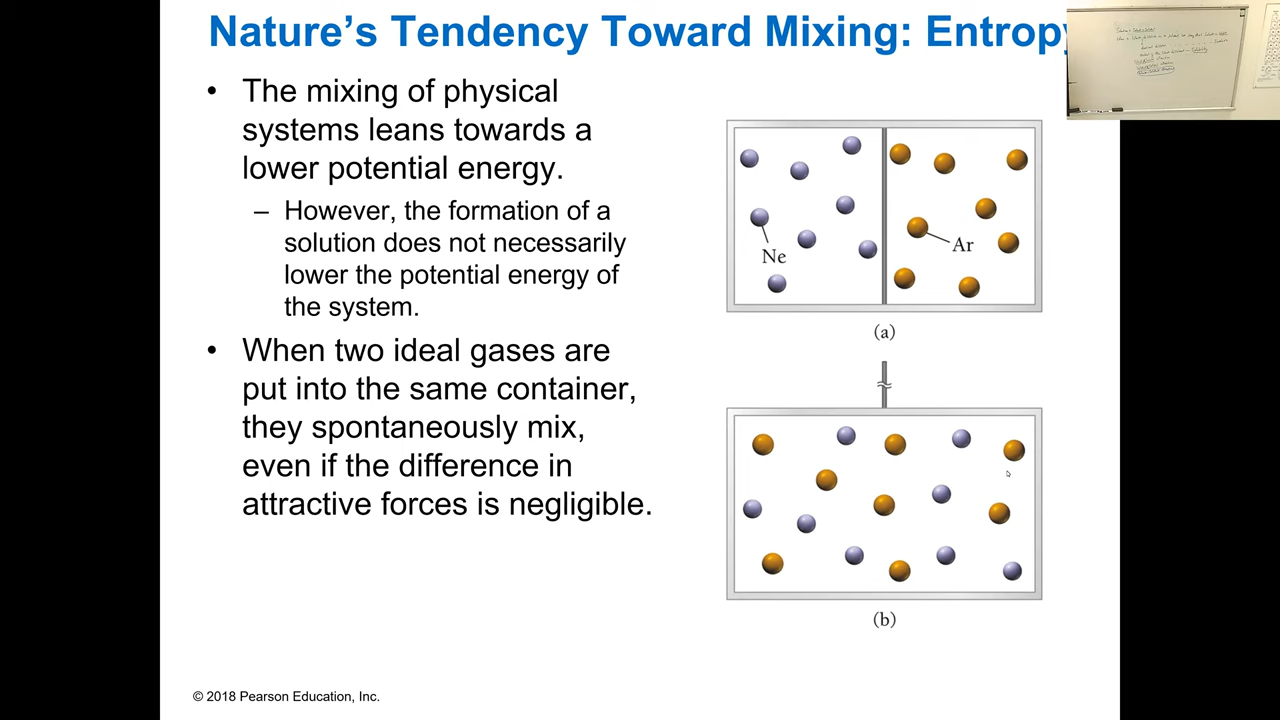 Nature’s Tendency Toward Mixing: Entropy
• The mixing of physical
systems leans towards a
lower potential energy.
– However, the formation of a
solution does not necessarily
lower the potential energy of
the system.
• When two ideal gases are
put into the same container,
they spontaneously mix,
even if the difference in
attractive forces is negligible.
Ne
Ar
(a)
(b)
© 2018 Pearson Education, Inc.